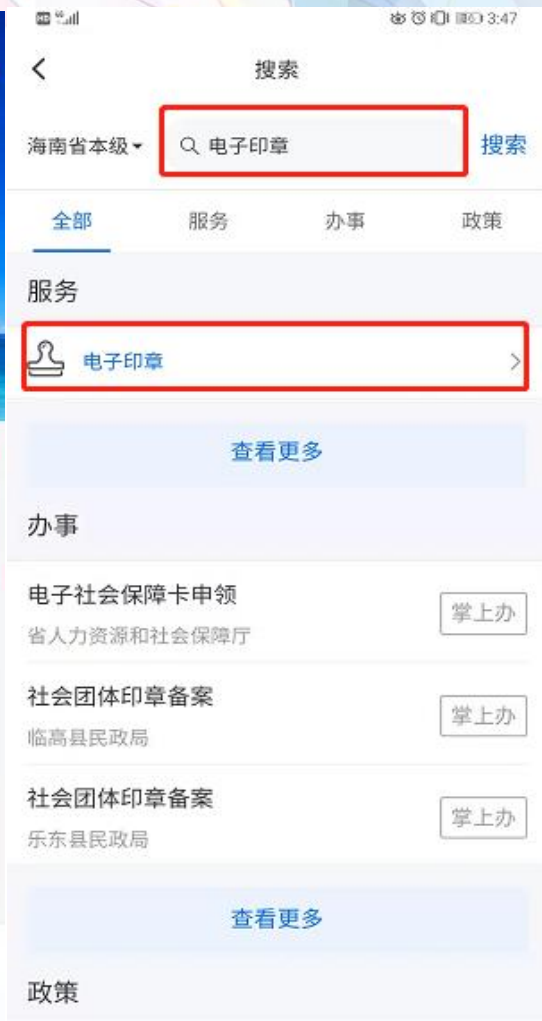 3:47
搜索
海南省本级 电子印章 搜索
全部 服务 办事 政策
服务
电子印章
查看更多
办事
电子社会保障卡申领
省人力资源和社会保障厅
掌上办
社会团体印章备案
临高县民政局
掌上办
社会团体印章备案
乐东县民政局
掌上办
查看更多
政策